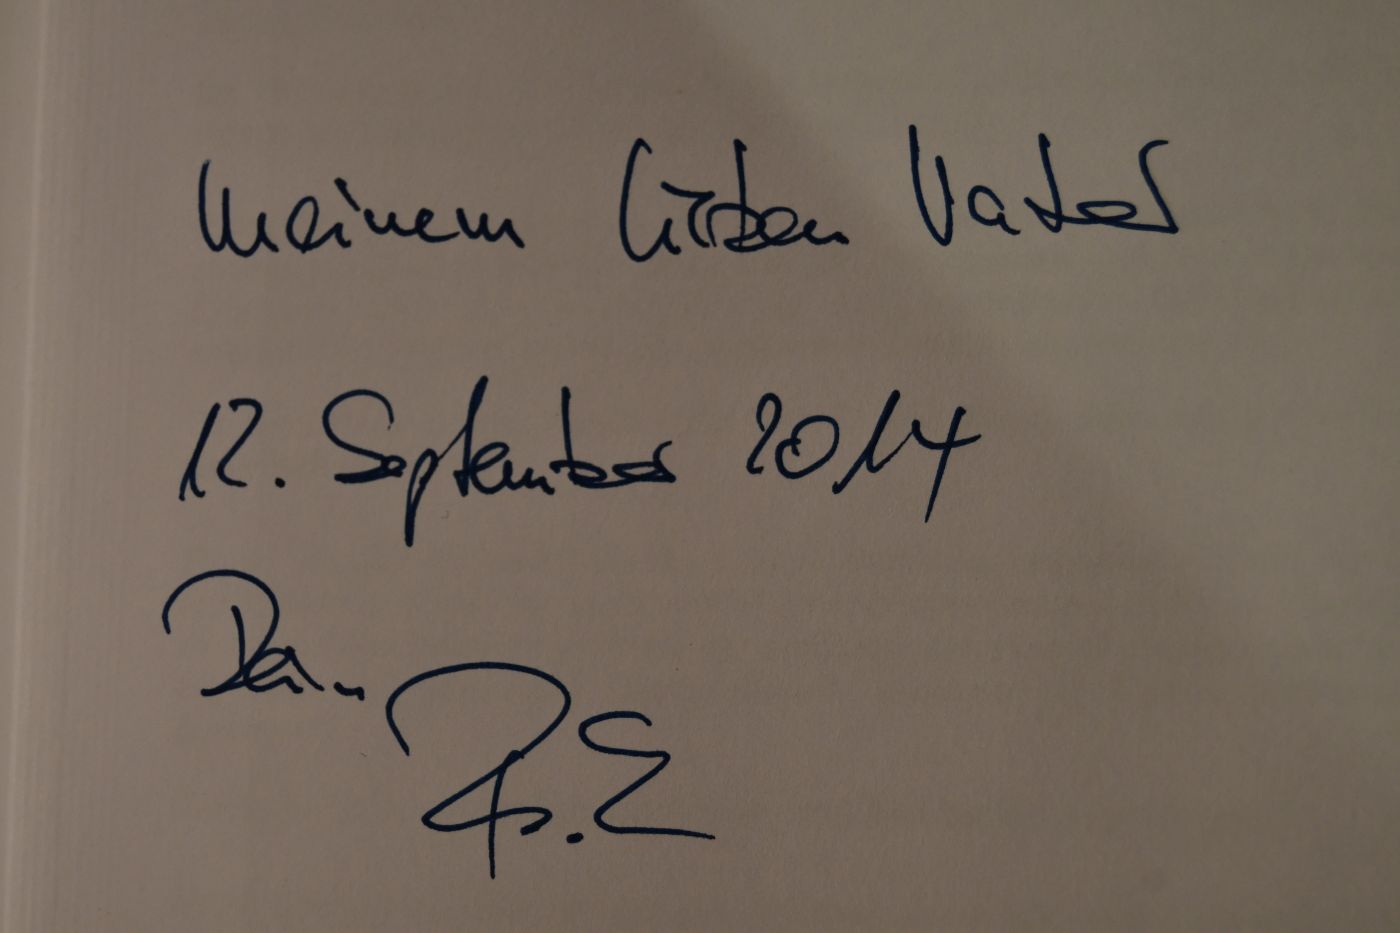 Meinem lieben Vater
12. September 2014
Dein